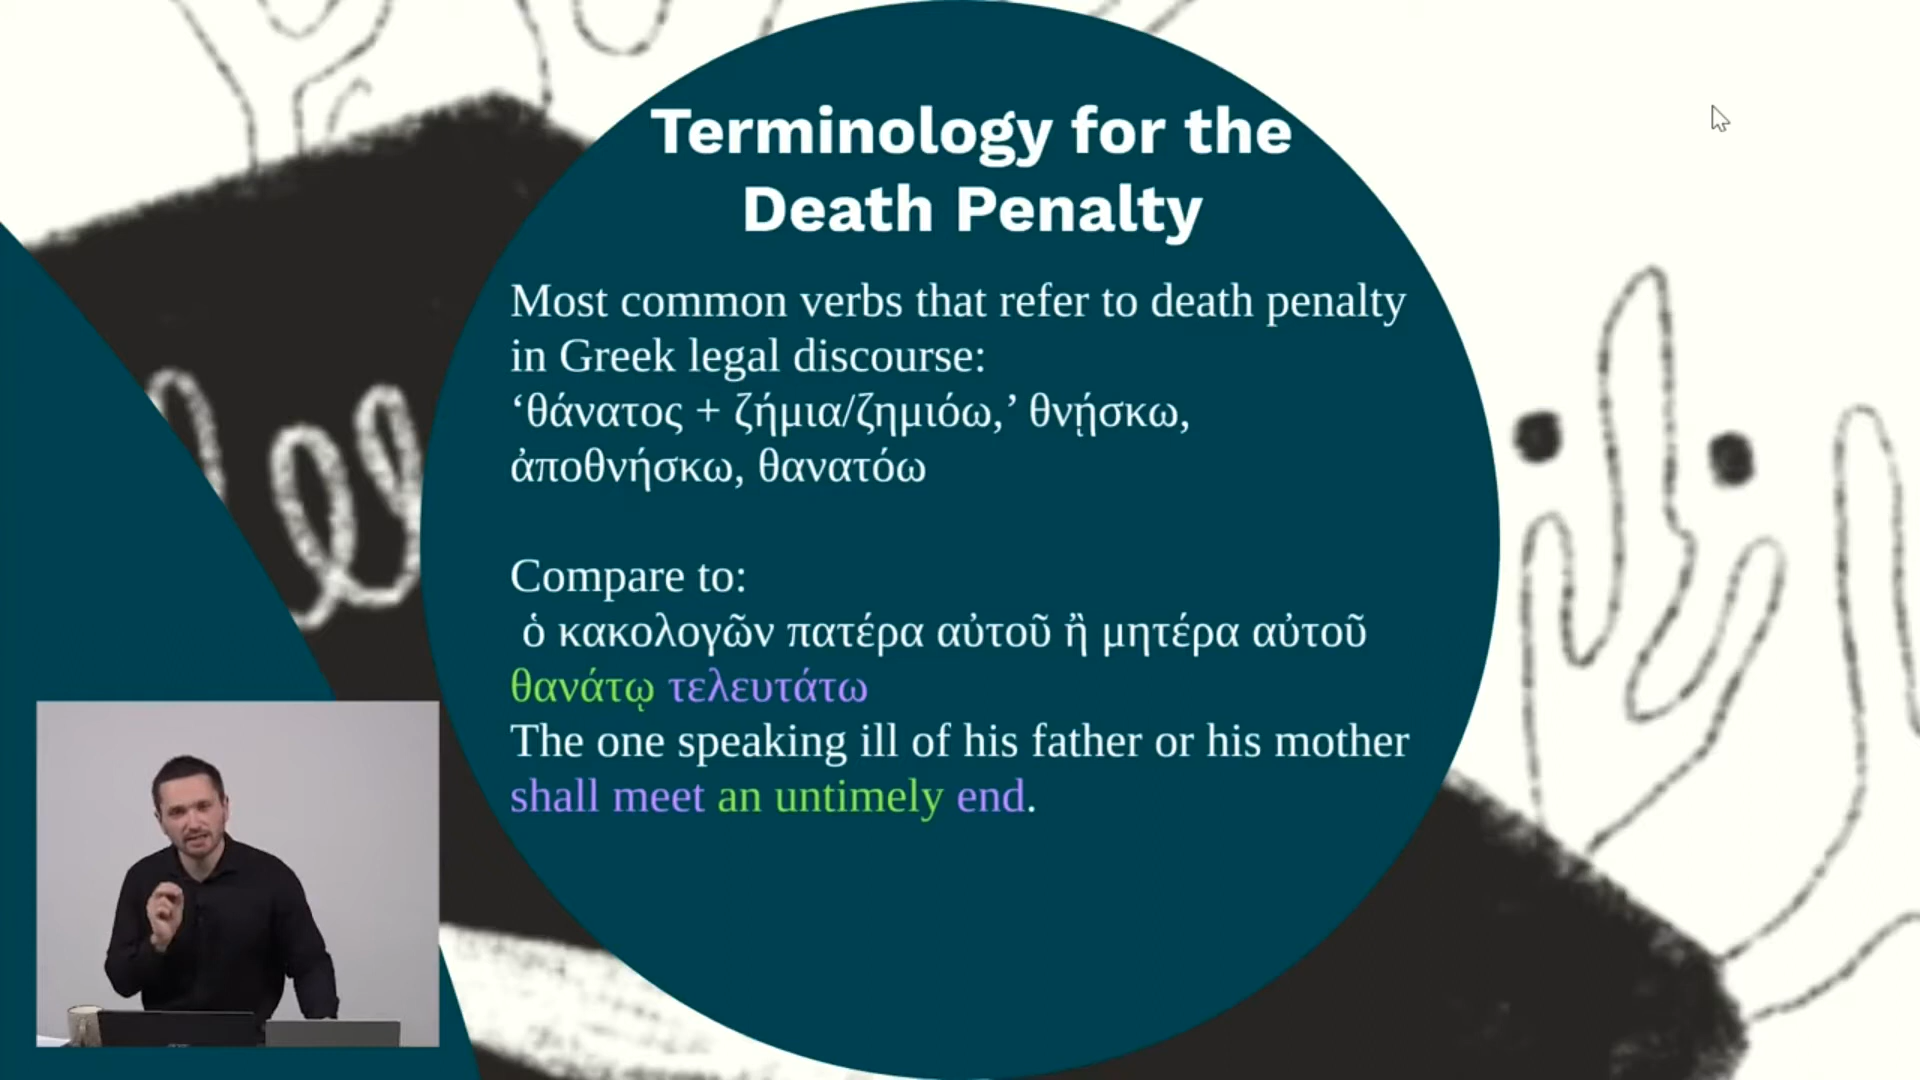 Terminology for the
Death Penalty
Most common verbs that refer to death penalty
in Greek legal discourse:
‘θάνατος + ζήμια/ζημιόω,’ θνῄσκω,
ἀποθνήσκω, θανατόω
Compare to:
ὁ κακολογῶν πατέρα αὐτοῦ ἢ μητέρα αὐτοῦ
θανάτῳ τελευτάτω
The one speaking ill of his father or his mother
shall meet an untimely end.